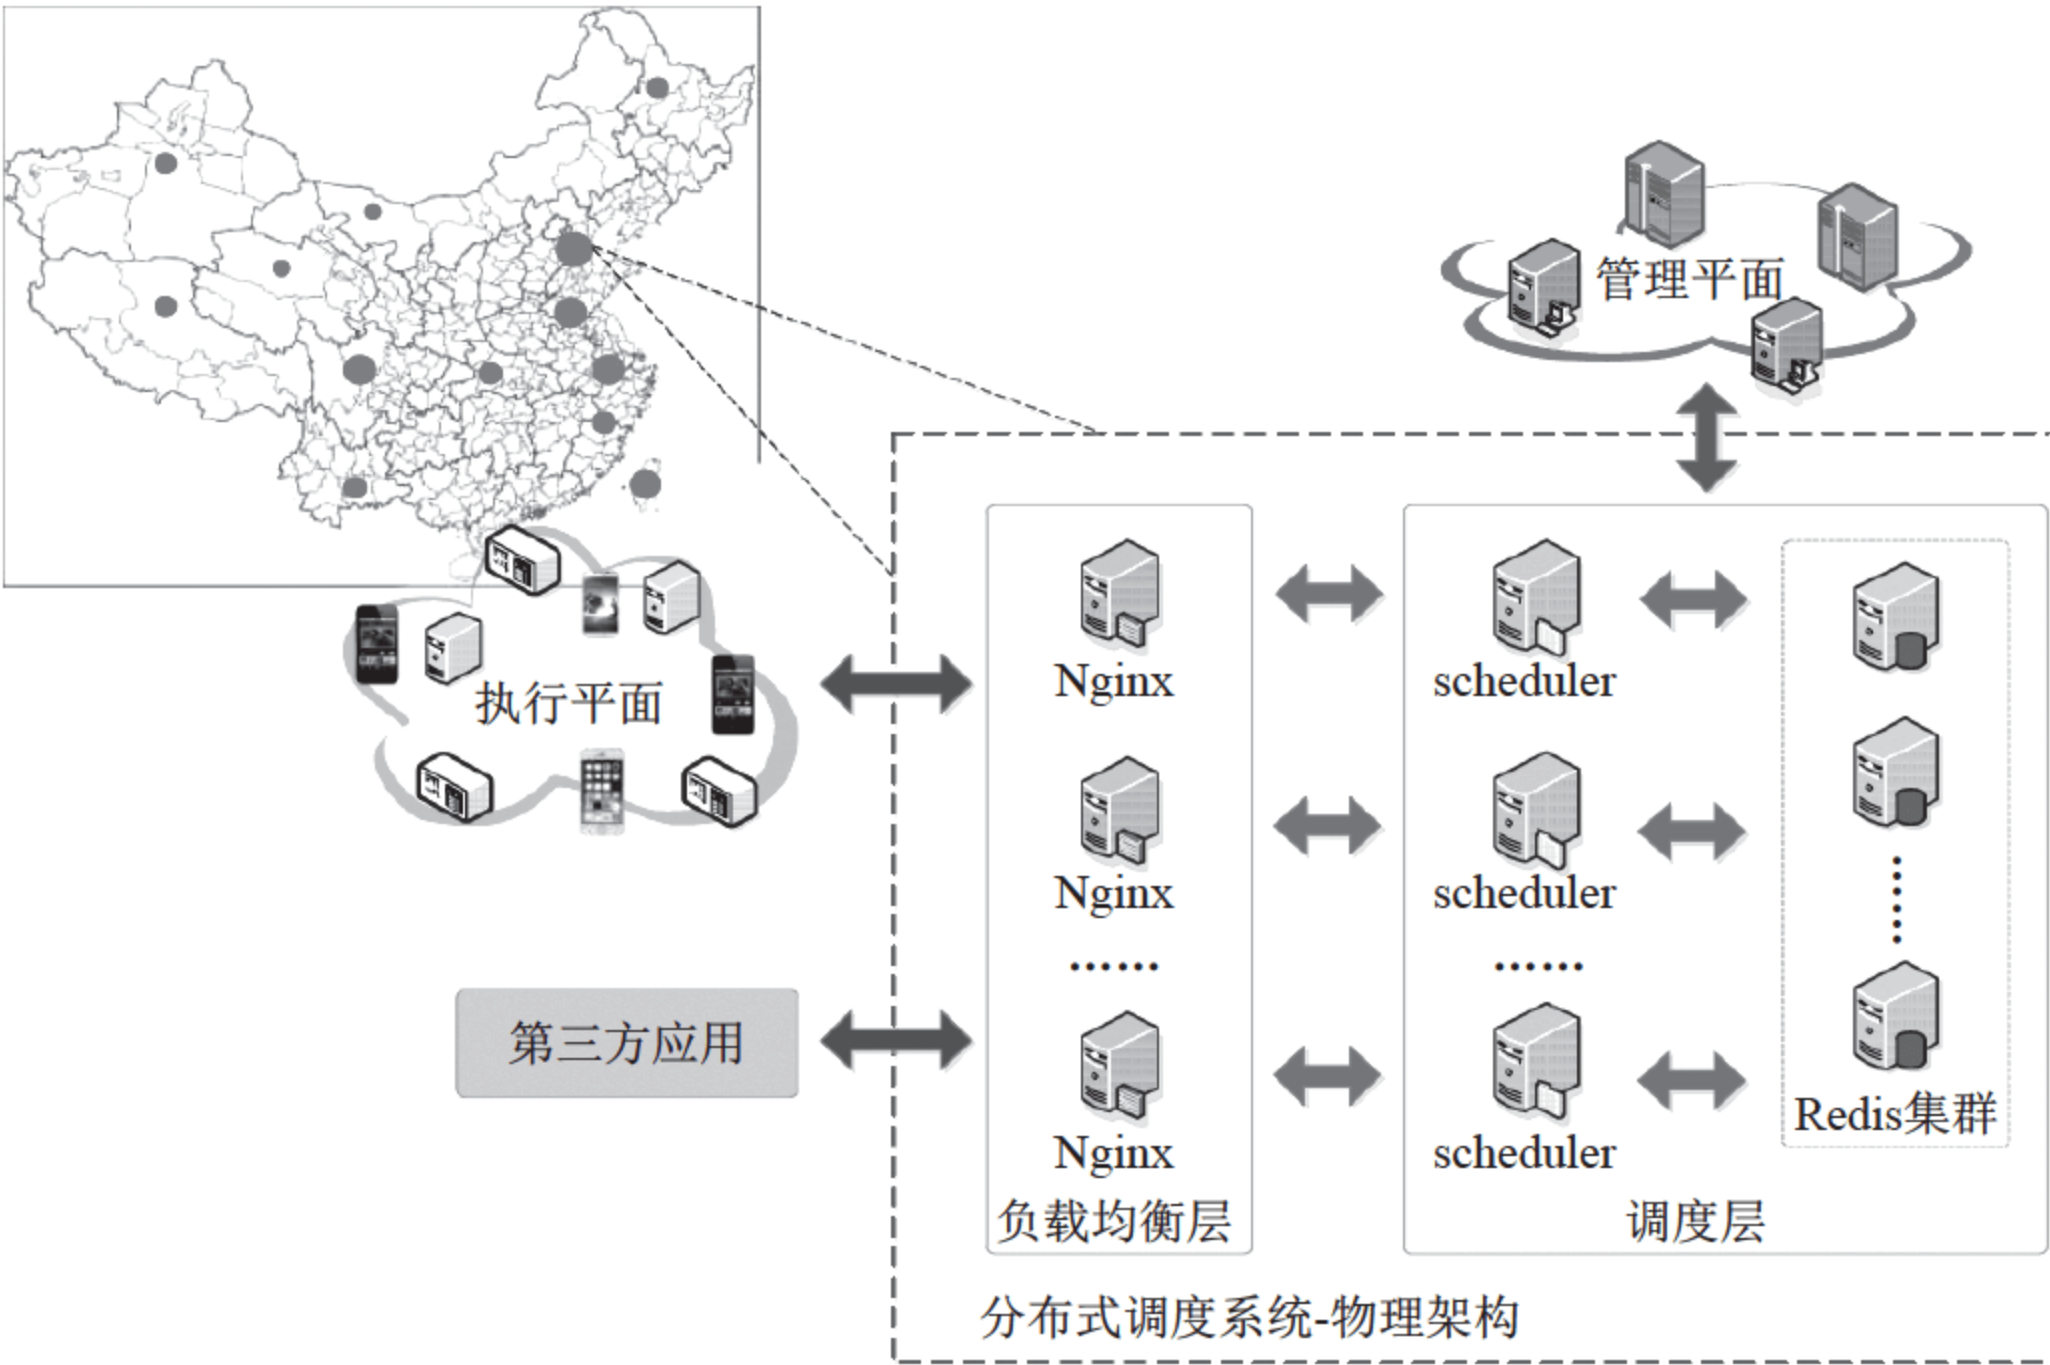 管理平面
执行平面
第三方应用
Nginx
Nginx
……
Nginx
负载均衡层
scheduler
scheduler
……
scheduler
……
Redis集群
调度层
分布式调度系统-物理架构